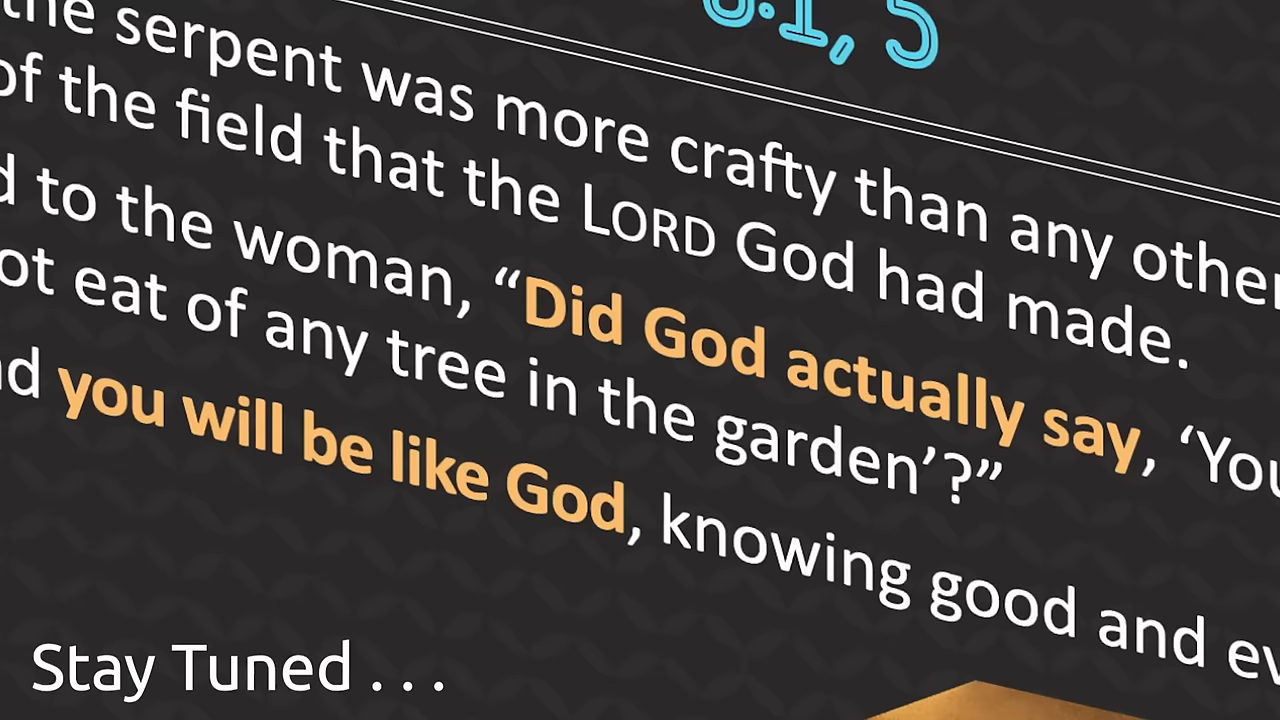 1, 5
the serpent was more crafty than any other
of the field that the LORD God had made.
to the woman, “Did God actually say, ‘You
eat of any tree in the garden’?”
you will be like God, knowing good and
Stay Tuned . . .